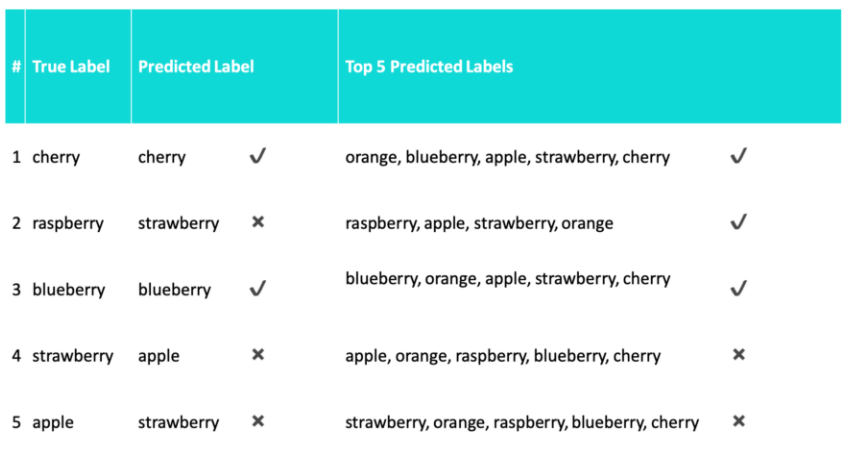 # True Label Predicted Label Top 5 Predicted Labels
1 cherry cherry ✔ orange, blueberry, apple, strawberry, cherry ✔
2 raspberry strawberry ✖ raspberry, apple, strawberry, orange ✔
3 blueberry blueberry ✔ blueberry, orange, apple, strawberry, cherry ✔
4 strawberry apple ✖ apple, orange, raspberry, blueberry, cherry ✖
5 apple strawberry ✖ strawberry, orange, raspberry, blueberry, cherry ✖